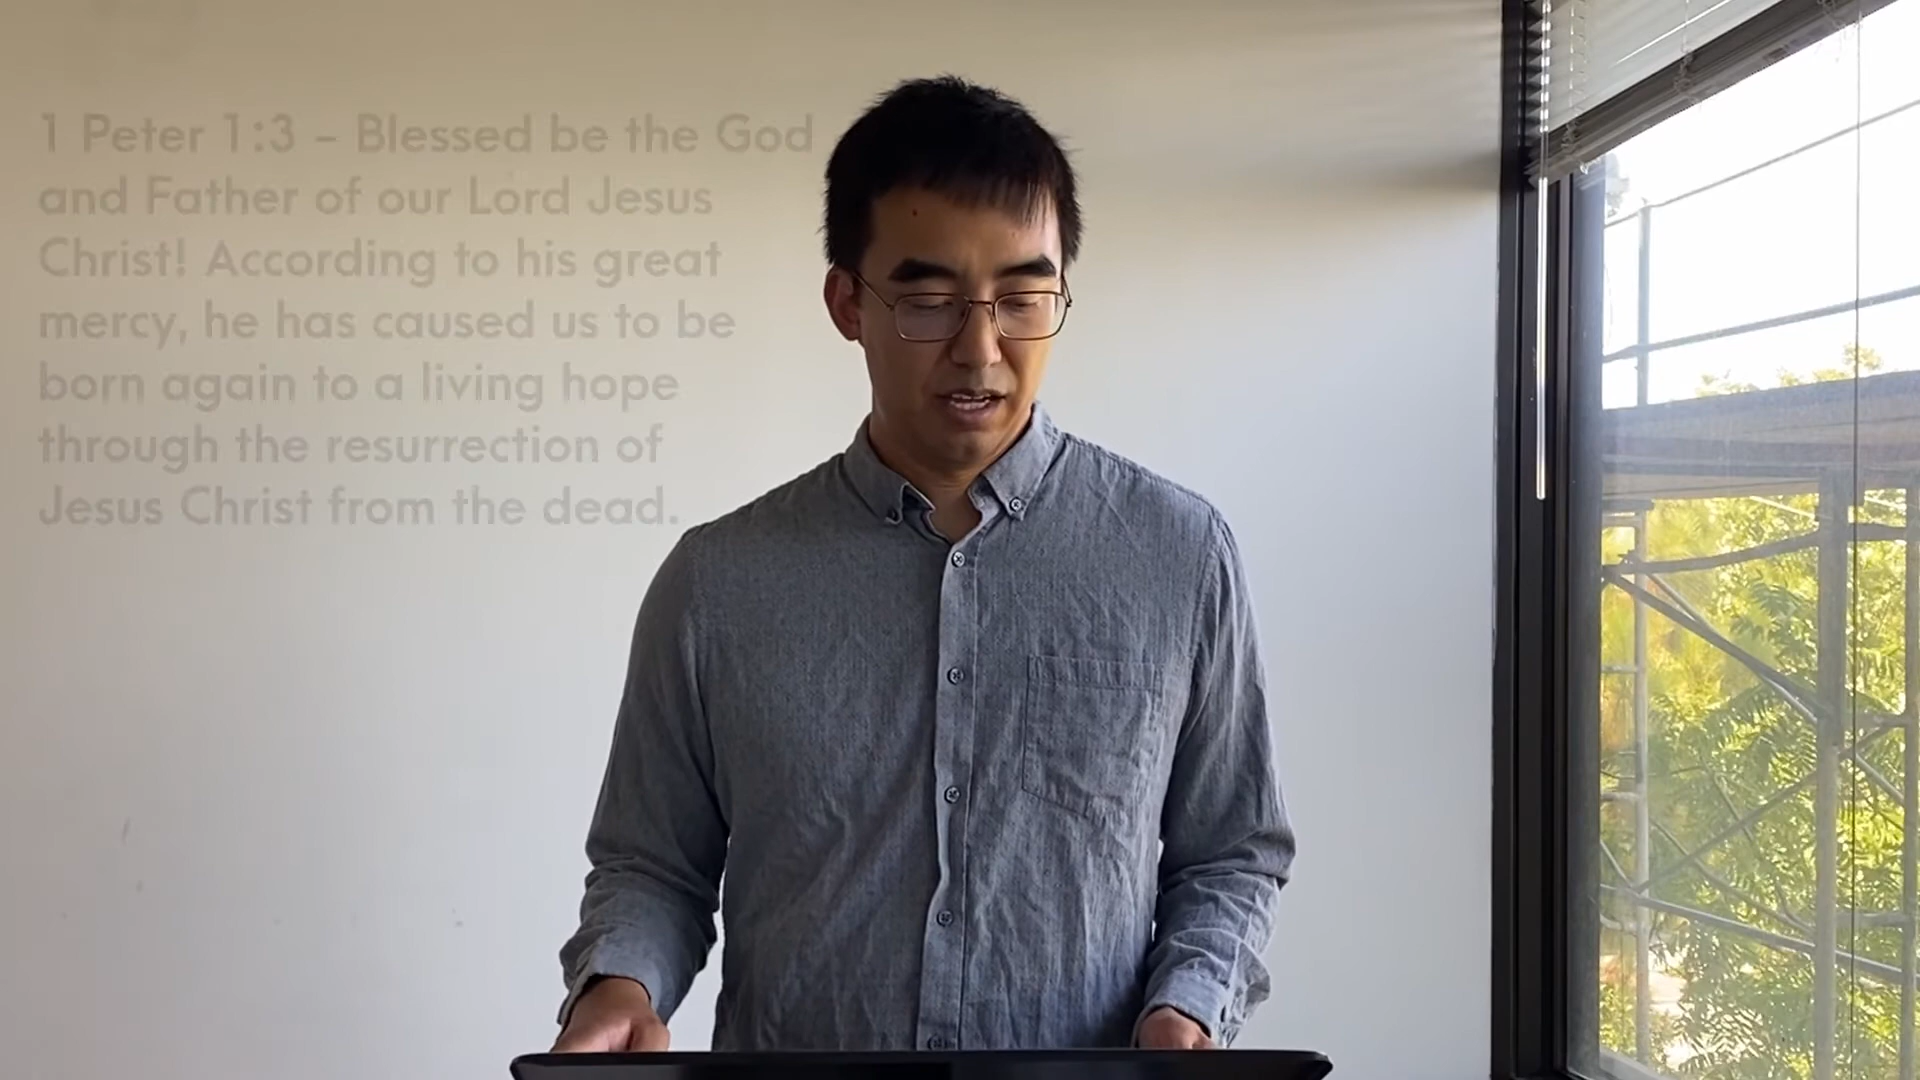 1 Peter 1:3 – Blessed be the God
and Father of our Lord Jesus
Christ! According to his great
mercy, he has caused us to be
born again to a living hope
through the resurrection of
Jesus Christ from the dead.